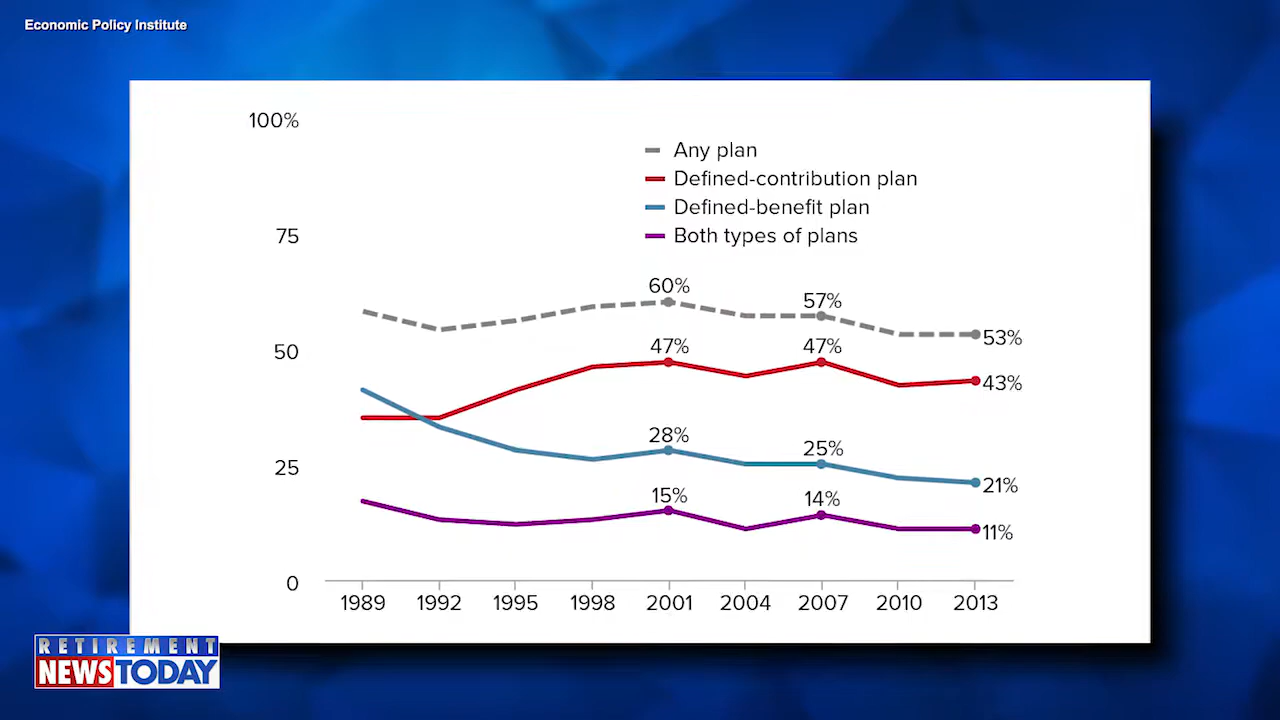 Economic Policy Institute
100%
Any plan
Defined-contribution plan
Defined-benefit plan
Both types of plans
75
60%
57%
53%
50
47%
47%
43%
28%
25%
21%
25
15%
14%
11%
0
1989 1992 1995 1998 2001 2004 2007 2010 2013
RETIREMENT
NEWS TODAY